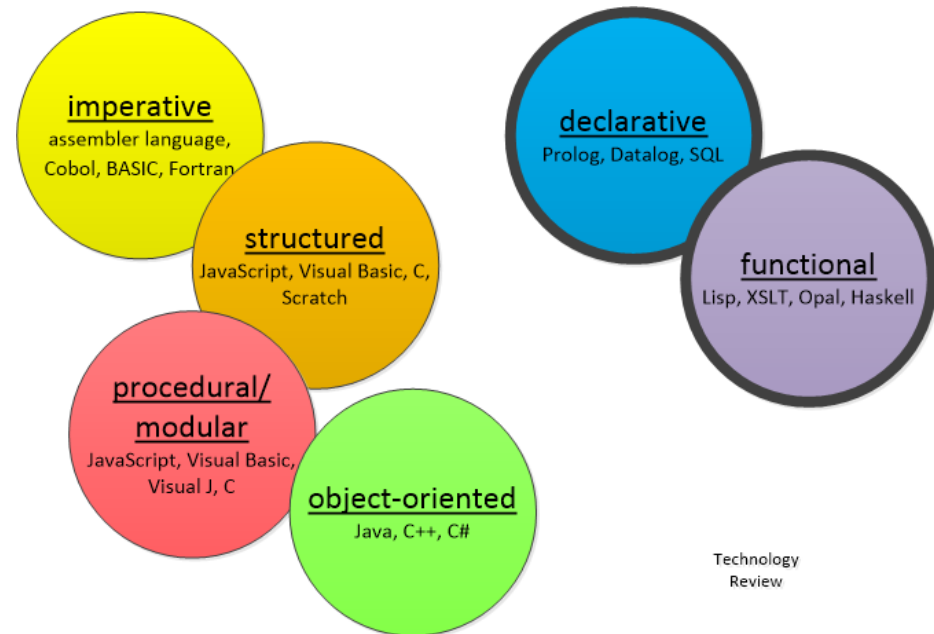 imperative
assembler language,
Cobol, BASIC, Fortran
structured
JavaScript, Visual Basic, C,
Scratch
procedural/
modular
JavaScript, Visual Basic,
Visual J, C
object-oriented
Java, C++, C#
declarative
Prolog, Datalog, SQL
functional
Lisp, XSLT, Opal, Haskell
Technology
Review